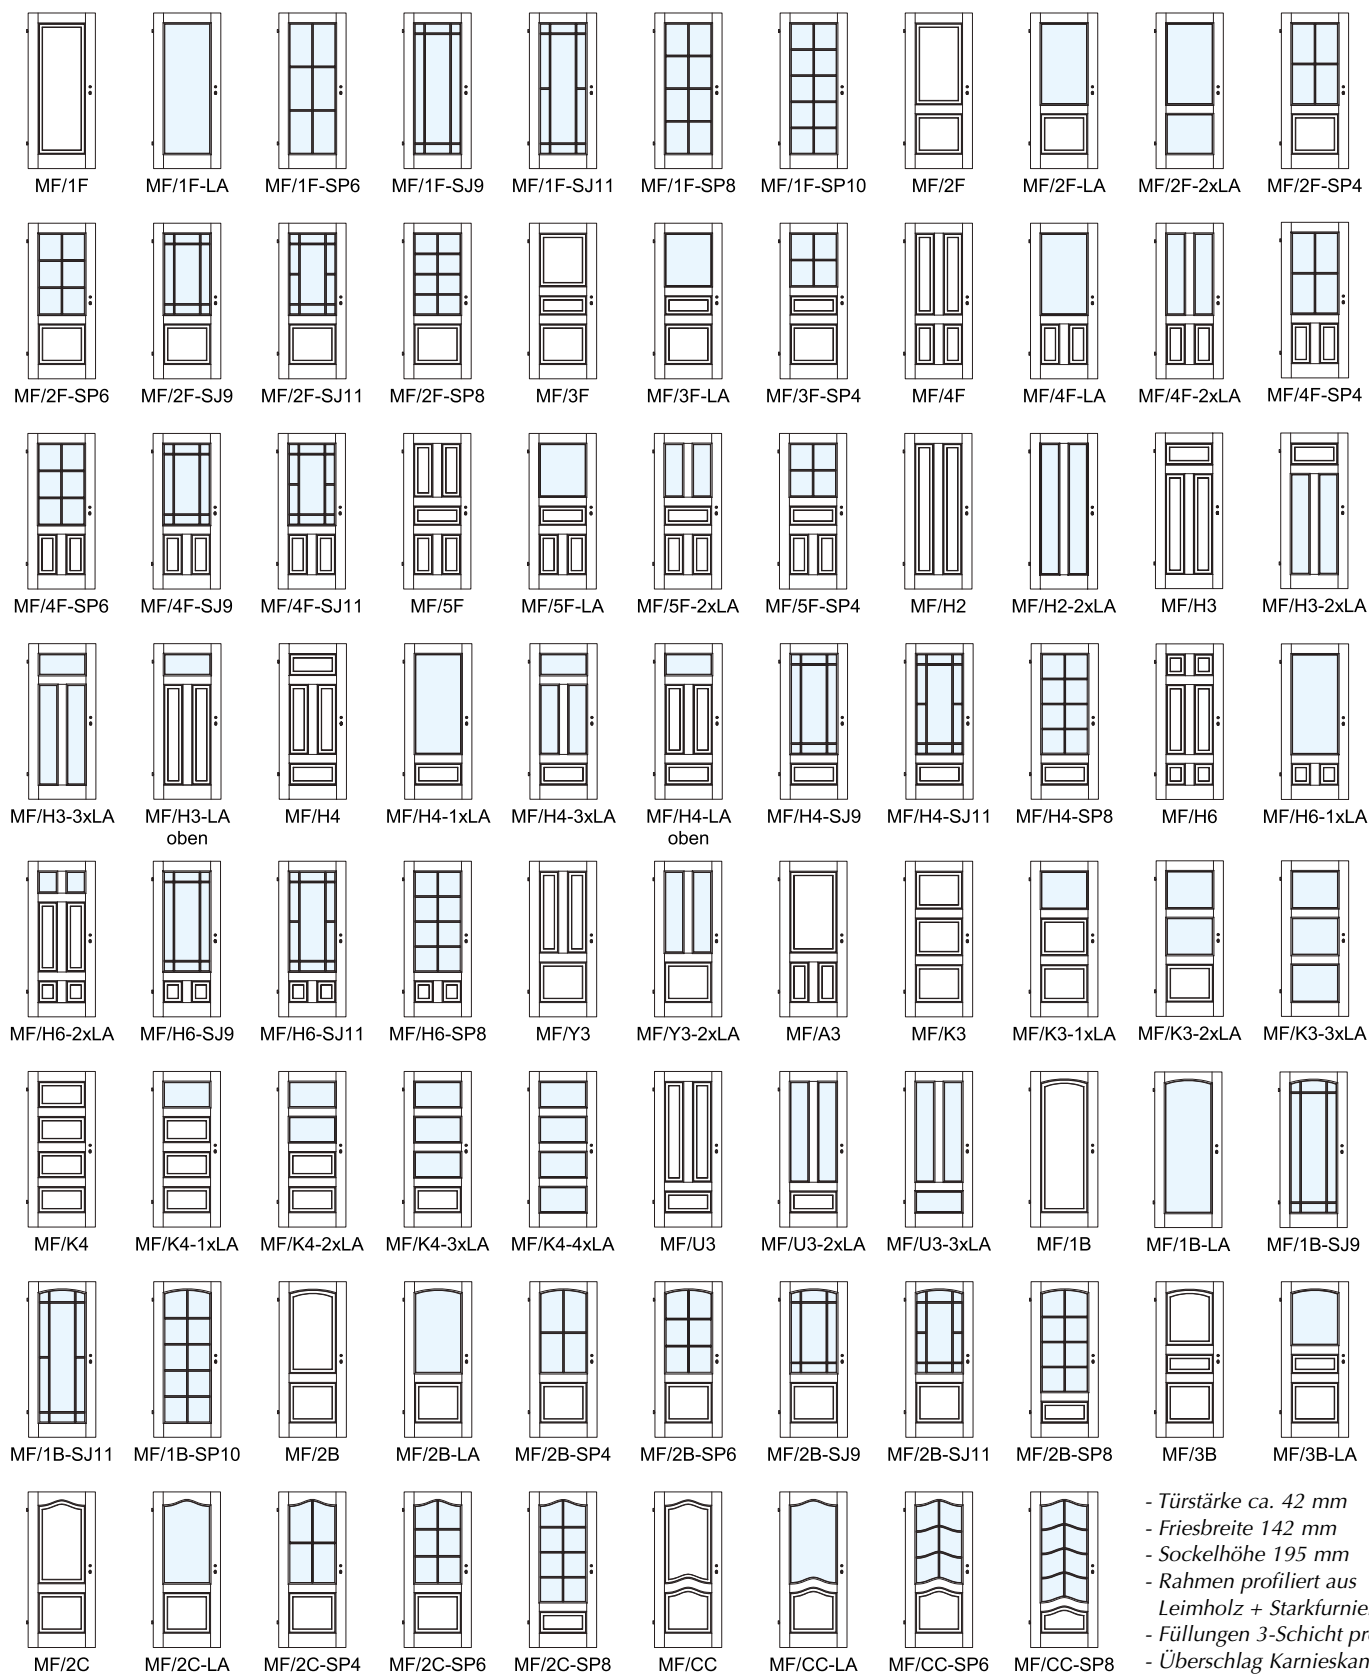 MF/1F MF/1F-LA MF/1F-SP6 MF/1F-SJ9 MF/1F-SJ11 MF/1F-SP8 MF/1F-SP10 MF/2F MF/2F-LA MF/2F-2xLA MF/2F-SP4
MF/2F-SP6 MF/2F-SJ9 MF/2F-SJ11 MF/2F-SP8 MF/3F MF/3F-LA MF/3F-SP4 MF/4F MF/4F-LA MF/4F-2xLA MF/4F-SP4
MF/4F-SP6 MF/4F-SJ9 MF/4F-SJ11 MF/5F MF/5F-LA MF/5F-2xLA MF/5F-SP4 MF/H2 MF/H2-2xLA MF/H3 MF/H3-2xLA
MF/H3-3xLA MF/H3-LA MF/H4 MF/H4-1xLA MF/H4-3xLA MF/H4-LA MF/H4-SJ9 MF/H4-SJ11 MF/H4-SP8 MF/H6 MF/H6-1xLA
oben oben
MF/H6-2xLA MF/H6-SJ9 MF/H6-SJ11 MF/H6-SP8 MF/Y3 MF/Y3-2xLA MF/A3 MF/K3 MF/K3-1xLA MF/K3-2xLA MF/K3-3xLA
MF/K4 MF/K4-1xLA MF/K4-2xLA MF/K4-3xLA MF/K4-4xLA MF/U3 MF/U3-2xLA MF/U3-3xLA MF/1B MF/1B-LA MF/1B-SJ9
MF/1B-SJ11 MF/1B-SP10 MF/2B MF/2B-LA MF/2B-SP4 MF/2B-SP6 MF/2B-SJ9 MF/2B-SJ11 MF/2B-SP8 MF/3B MF/3B-LA
MF/2C MF/2C-LA MF/2C-SP4 MF/2C-SP6 MF/2C-SP8 MF/CC MF/CC-LA MF/CC-SP6 MF/CC-SP8
- Türstärke ca. 42 mm
- Friesbreite 142 mm
- Sockelhöhe 195 mm
- Rahmen profiliert aus
Leimholz +
- Füllungen 3-Schicht
- Überschlag